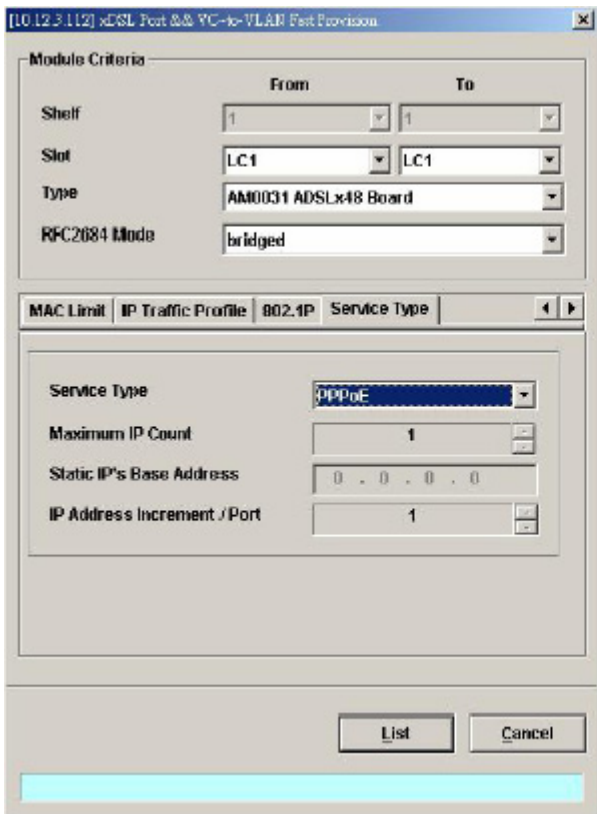 [10.12.3.112] xDSL Port && VC-to-VLAN Fast Provision
Module Criteria
From To
Shelf 1 1
Slot LC1 LC1
Type AM0031 ADSLx48 Board
RFC2684 Mode bridged
MAC Limit IP Traffic Profile 802.1P Service Type
Service Type PPPoE
Maximum IP Count 1
Static IP's Base Address 0 . 0 . 0 . 0
IP Address Increment / Port 1
List Cancel